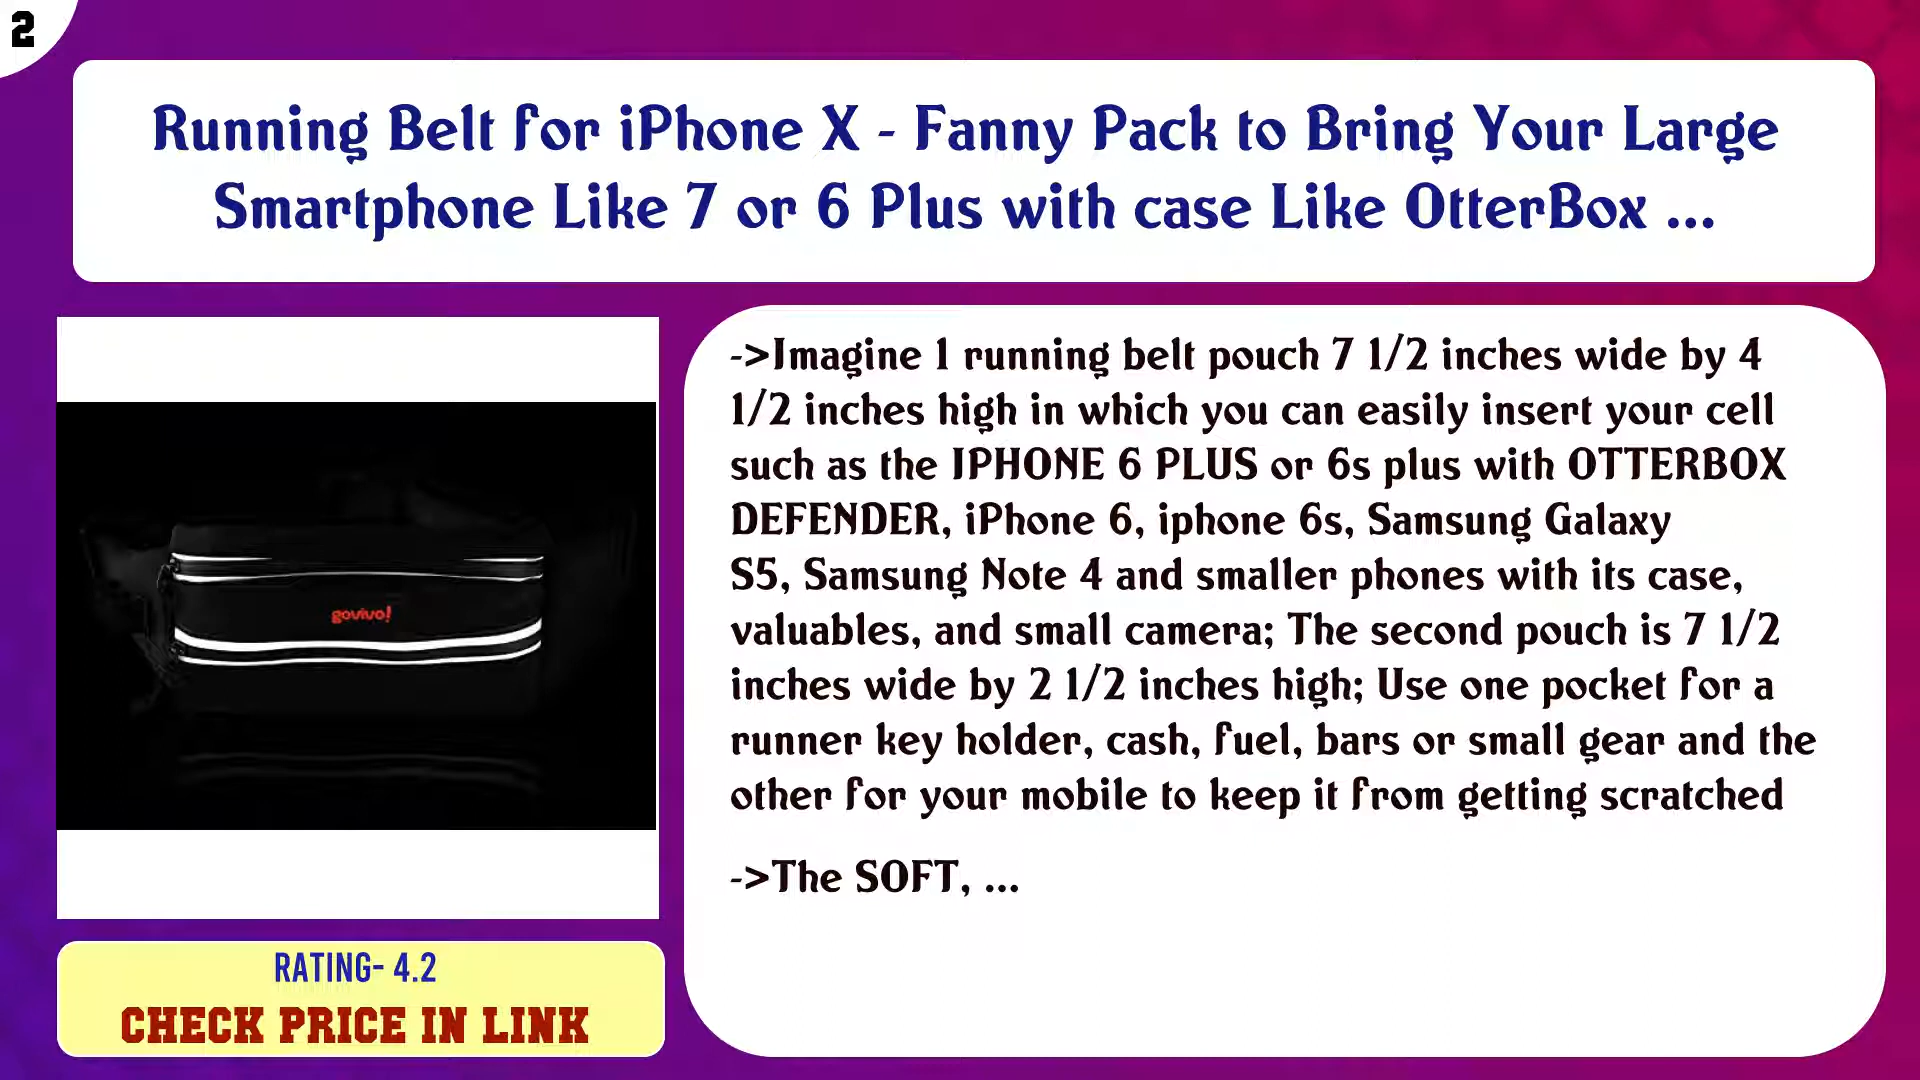 2
Running Belt for iPhone X - Fanny Pack to Bring Your Large
Smartphone Like 7 or 6 Plus with case Like OtterBox ...
govivo!
->Imagine 1 running belt pouch 7 1/2 inches wide by 4
1/2 inches high in which you can easily insert your cell
such as the IPHONE 6 PLUS or 6s plus with OTTERBOX
DEFENDER, iPhone 6, iphone 6s, Samsung Galaxy
S5, Samsung Note 4 and smaller phones with its case,
valuables, and small camera; The second pouch is 7 1/2
inches wide by 2 1/2 inches high; Use one pocket for a
runner key holder, cash, fuel, bars or small gear and the
other for your mobile to keep it from getting scratched
->The SOFT, ...
RATING- 4.2
CHECK PRICE IN LINK